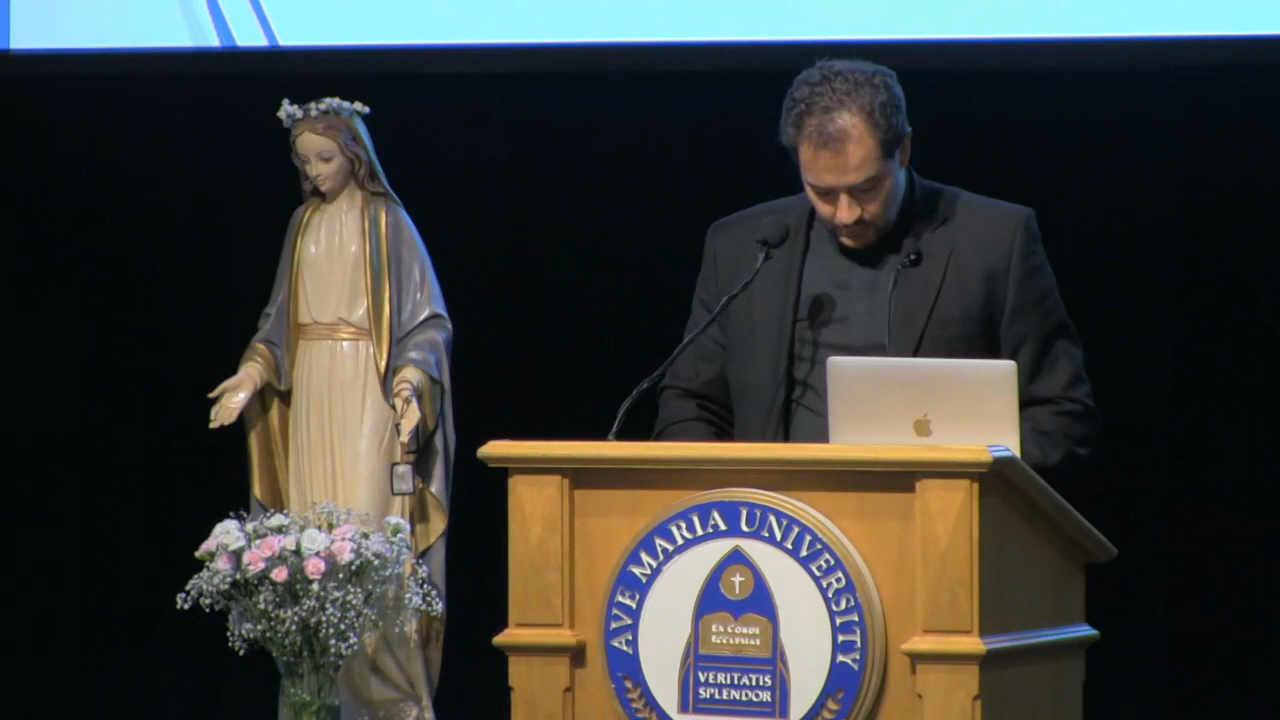 AVE MARIA UNIVERSITY
EX CORDE
ECCLESIAE
VERITATIS
SPLENDOR